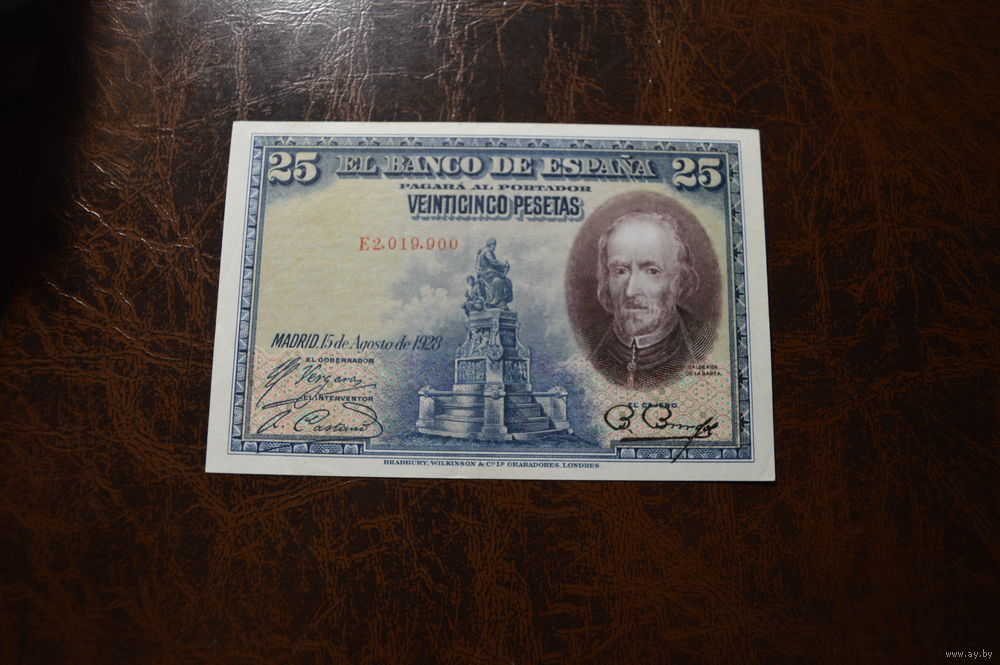 25 EL BANCO DE ESPAÑA 25
PAGARÁ AL PORTADOR
VEINTICINCO PESETAS
E2,019,900
MADRID, 15 de Agosto de 1928
EL GOBERNADOR
EL INTERVENTOR
CALDERON
DE LA BARCA
EL CAJERO
BRADBURY, WILKINSON & Cº Lᴰ GRABADORES, LONDRES
www.ay.by